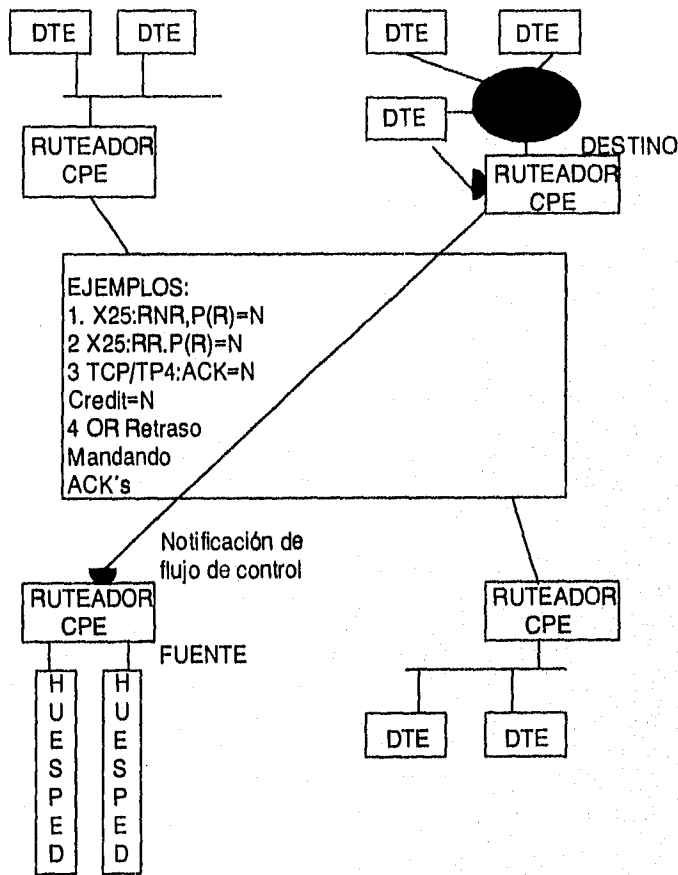 DTE
DTE
DTE
DTE
DTE
RUTEADOR
CPE
DESTINO
RUTEADOR
CPE
EJEMPLOS:
1. X25:RNR,P(R)=N
2 X25:RR.P(R)=N
3 TCP/TP4:ACK=N
Credit=N
4 OR Retraso
Mandando
ACK's
Notificación de
flujo de control
RUTEADOR
CPE
FUENTE
RUTEADOR
CPE
HUESPED
HUESPED
DTE
DTE